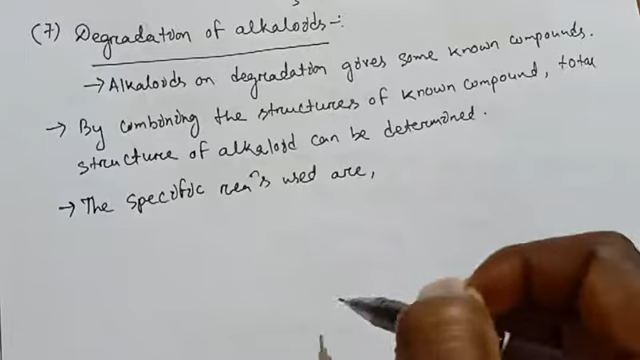 (7) Degradation of alkaloids -:
→ Alkaloids on degradation gives some known compounds.
→ By combining the structures of known compound, total
structure of alkaloid can be determined.
→ The specific rean's used are,